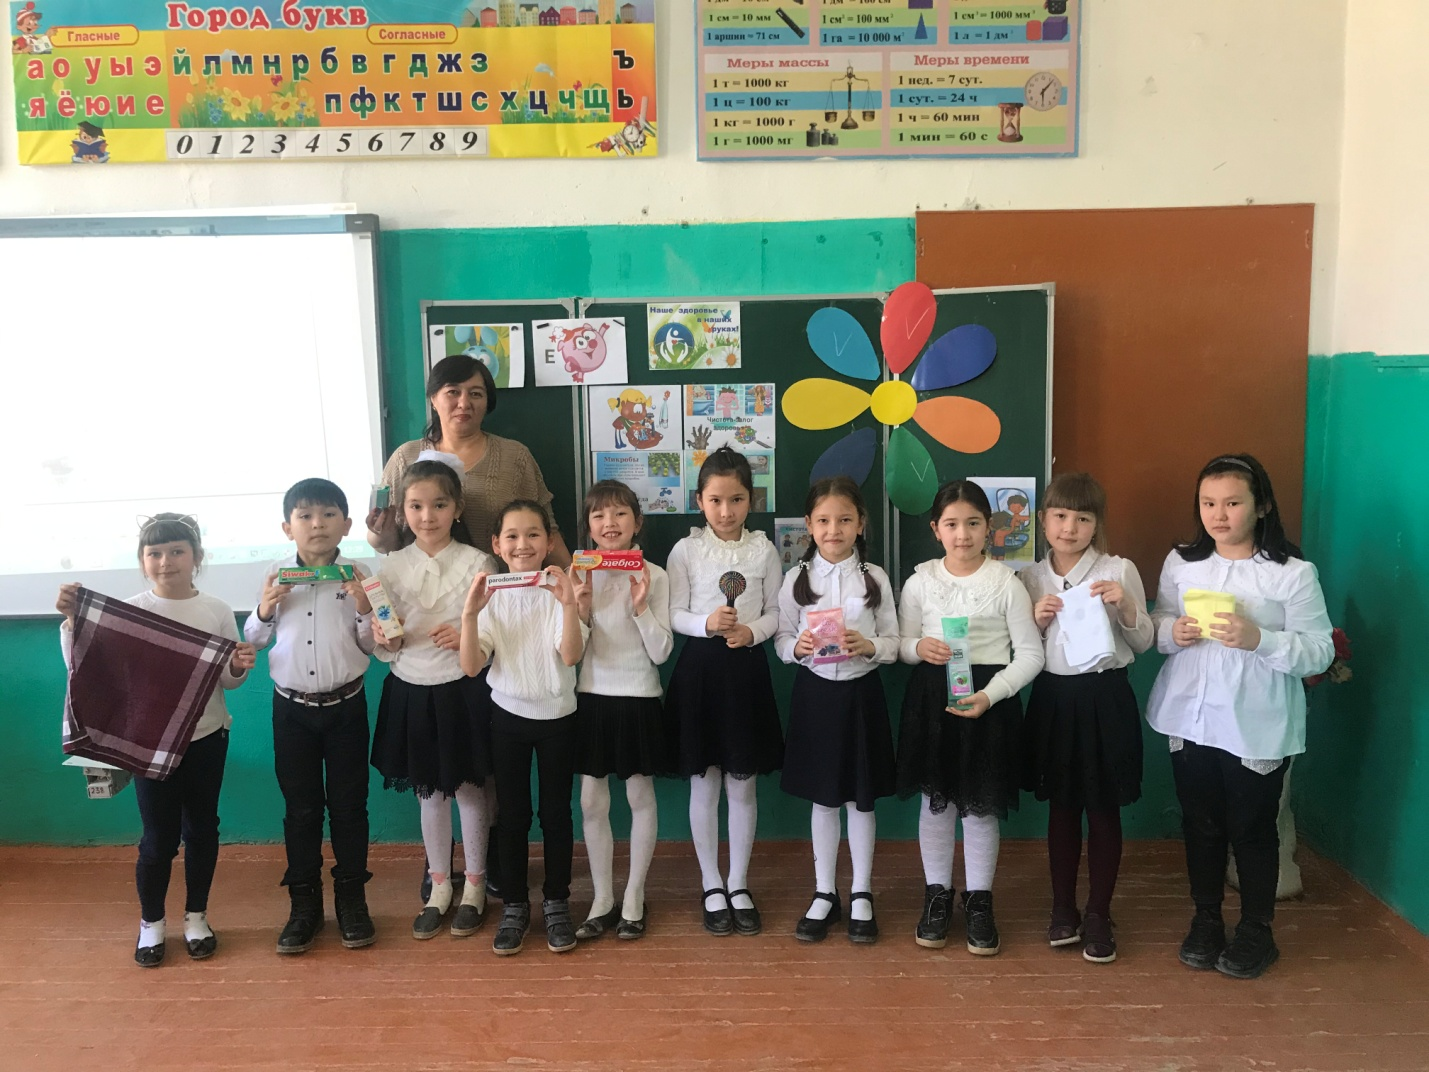 Город букв
Гласные
Согласные
а о у ы э й л м н р б в г д ж з ъ
я ё ю и е п ф к т ш с х ц ч щ ь
0 1 2 3 4 5 6 7 8 9
1 см = 10 мм
1 аршин = 71 см
1 см² = 100 мм²
1 га = 10 000 м²
1 см³ = 1000 мм³
1 л = 1 дм³
Меры массы
1 т = 1000 кг
1 ц = 100 кг
1 кг = 1000 г
1 г = 1000 мг
Меры времени
1 нед. = 7 сут.
1 сут. = 24 ч
1 ч = 60 мин
1 мин = 60 с
Наше здоровье
в наших
руках!
Е
Чистота-залог
здоровья
Микробы
parodontax
Colgate